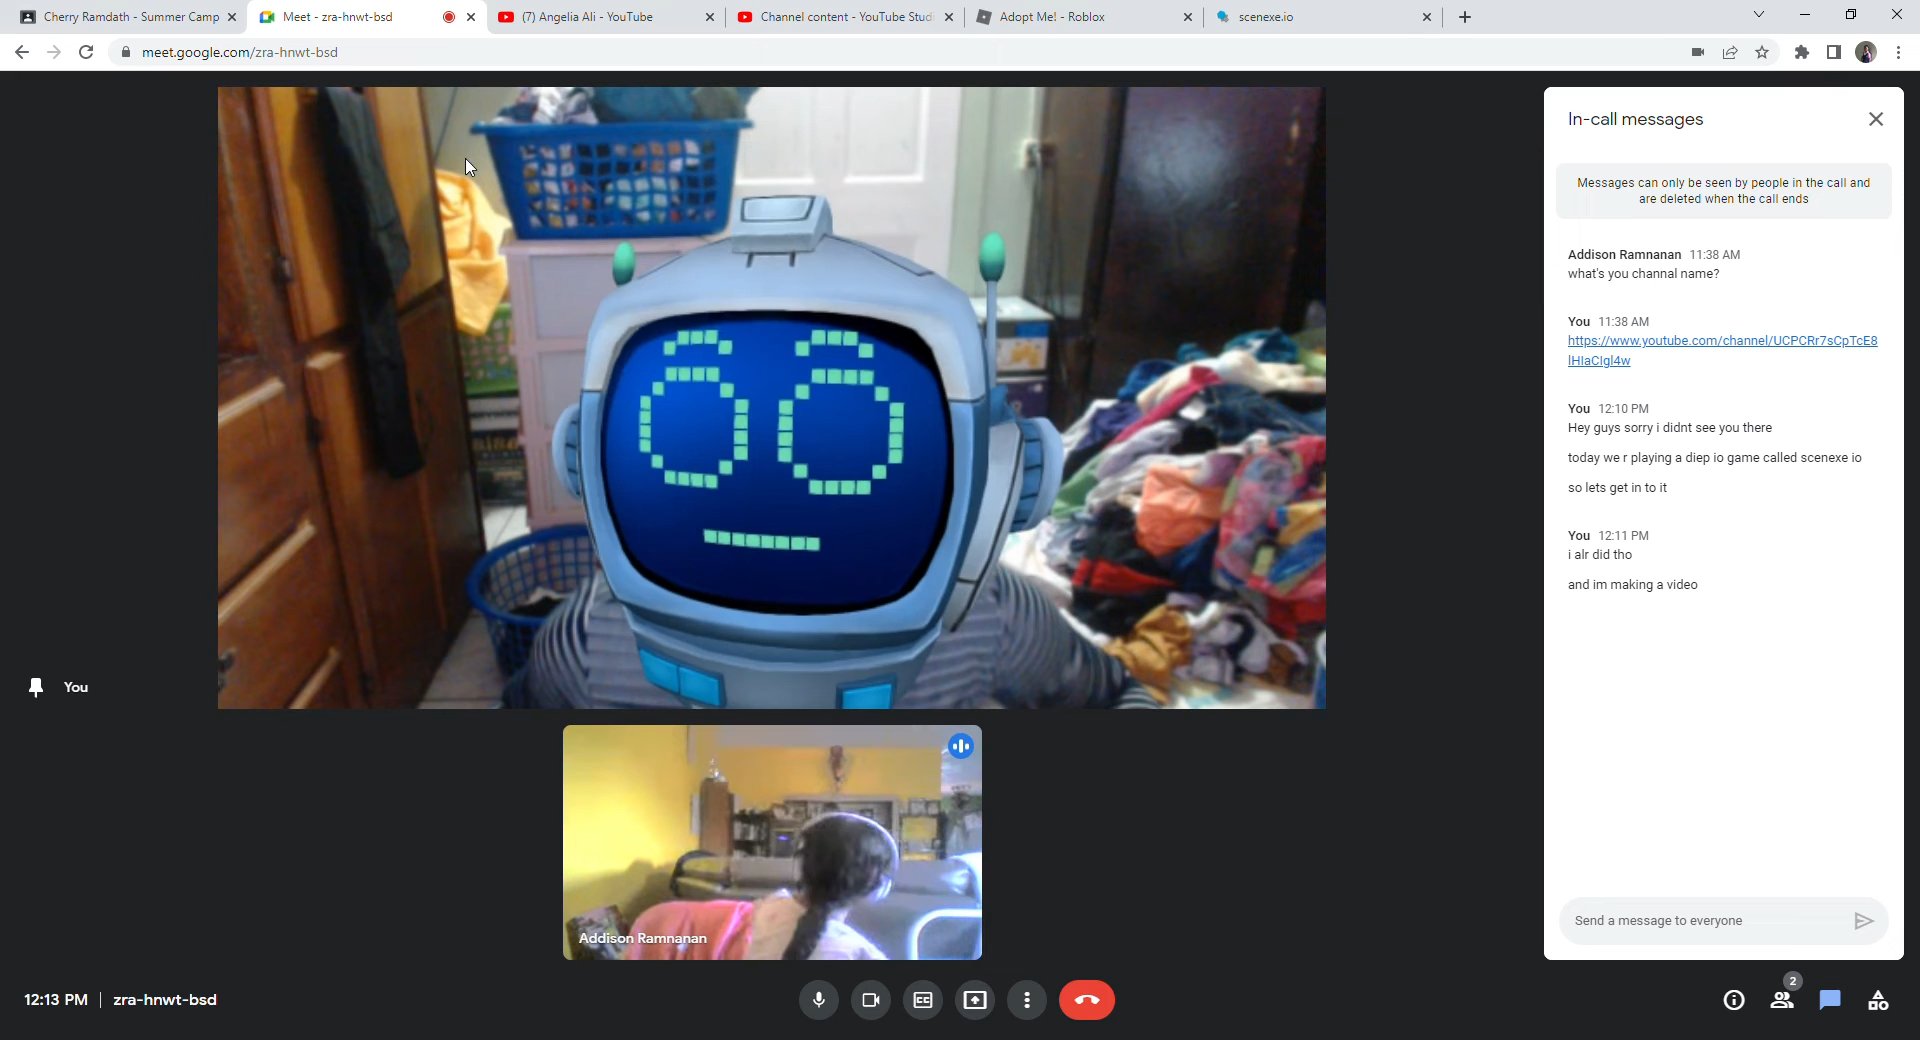 Cherry Ramdath - Summer Camp
Meet - zra-hnwt-bsd
(7) Angelia Ali - YouTube
Channel content - YouTube Stud
Adopt Me! - Roblox
scenexe.io
meet.google.com/zra-hnwt-bsd
In-call messages
Messages can only be seen by people in the call and
are deleted when the call ends
Addison Ramnanan 11:38 AM
what's you channal name?
You 11:38 AM
https://www.youtube.com/channel/UCPCRr7sCpTcE8
lHIaCIgl4w
You 12:10 PM
Hey guys sorry i didnt see you there
today we r playing a diep io game called scenexe io
so lets get in to it
You 12:11 PM
i alr did tho
and im making a video
You
Addison Ramnanan
Send a message to everyone
12:13 PM | zra-hnwt-bsd
CC
2